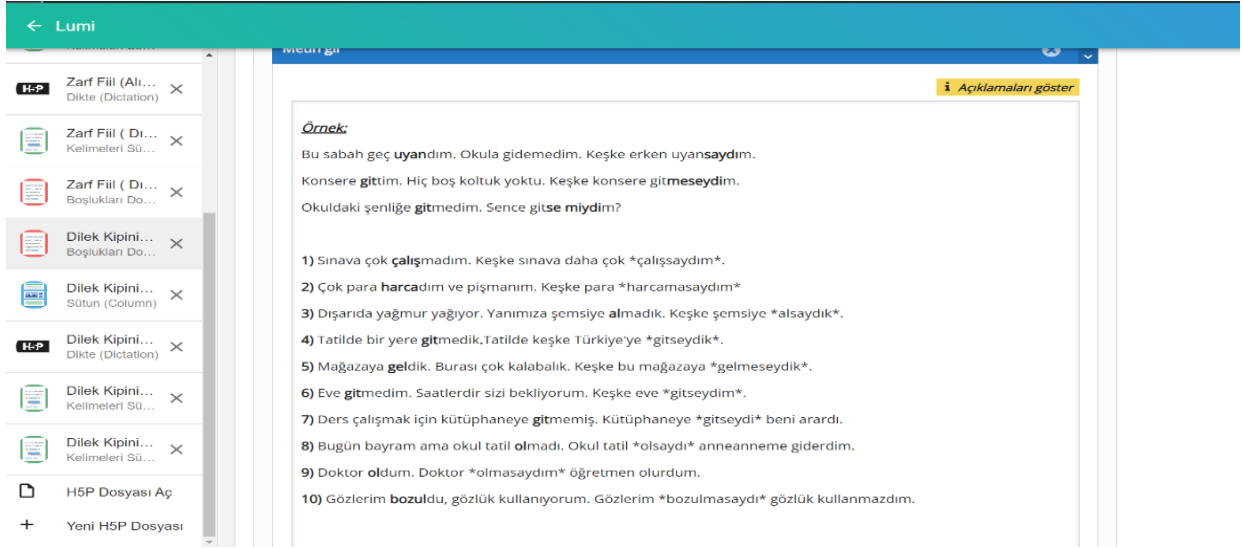 ← Lumi
Metin gir
H-P
Zarf Fiil (Alı...
Dikte (Dictation)
Zarf Fiil ( Dı...
Kelimeleri Sü...
Zarf Fiil ( Dı...
Boşlukları Do...
Dilek Kipini...
Boşlukları Do...
Dilek Kipini...
Sütun (Column)
H-P
Dilek Kipini...
Dikte (Dictation)
Dilek Kipini...
Kelimeleri Sü...
Dilek Kipini...
Kelimeleri Sü...
H5P Dosyası Aç
+ Yeni H5P Dosyası
i Açıklamaları göster
Örnek:
Bu sabah geç uyandım. Okula gidemedim. Keşke erken uyansaydım.
Konsere gittim. Hiç boş koltuk yoktu. Keşke konsere gitmeseydim.
Okuldaki şenliğe gitmedim. Sence gitse miydim?
1) Sınava çok çalışmadım. Keşke sınava daha çok *çalışsaydım*.
2) Çok para harcadım ve pişmanım. Keşke para *harcamasaydım*
3) Dışarıda yağmur yağıyor. Yanımıza şemsiye almadık. Keşke şemsiye *alsaydık*.
4) Tatilde bir yere gitmedik.Tatilde keşke Türkiye'ye *gitseydik*.
5) Mağazaya geldik. Burası çok kalabalık. Keşke bu mağazaya *gelmeseydik*.
6) Eve gitmedim. Saatlerdir sizi bekliyorum. Keşke eve *gitseydim*.
7) Ders çalışmak için kütüphaneye gitmemiş. Kütüphaneye *gitseydi* beni arardı.
8) Bugün bayram ama okul tatil olmadı. Okul tatil *olsaydı* anneanneme giderdim.
9) Doktor oldum. Doktor *olmasaydım* öğretmen olurdum.
10) Gözlerim bozuldu, gözlük kullanıyorum. Gözlerim *bozulmasaydı* gözlük kullanmazdım.